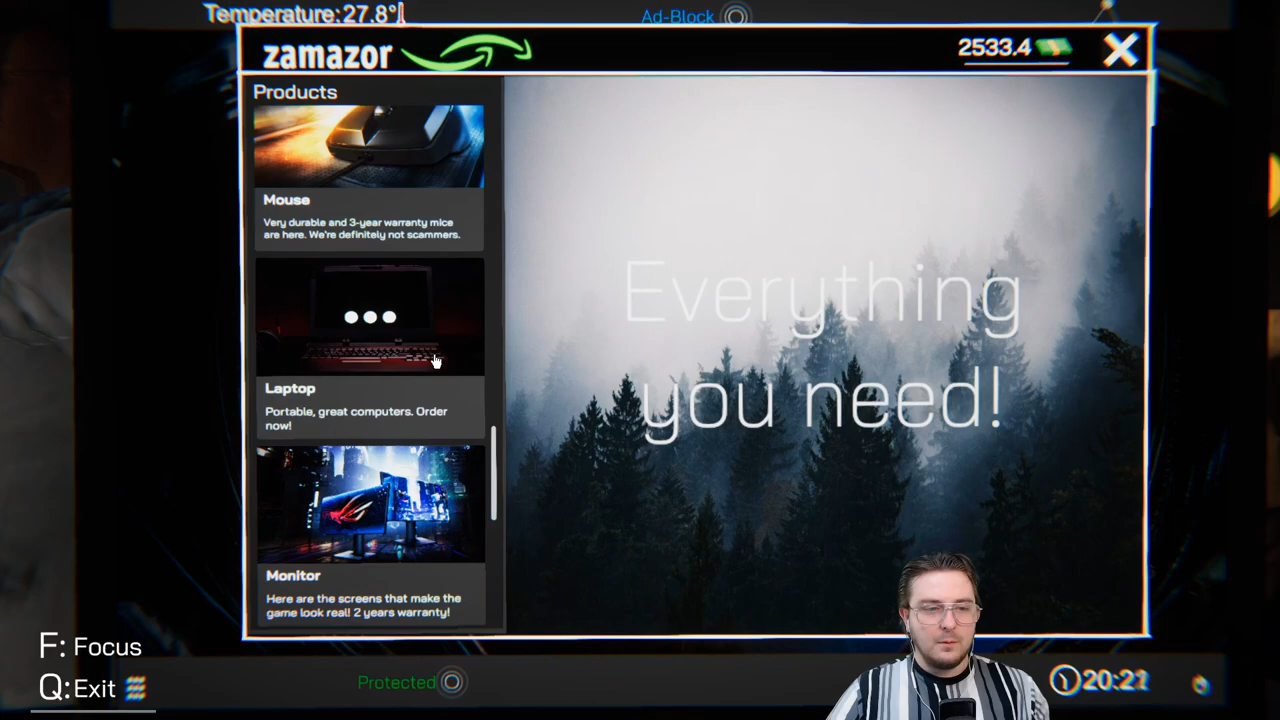 Temperature: 27.8°
Ad-Block
zamazor
2533.4
Products
Mouse
Very durable and 3-year warranty mice
are here. We're definitely not scammers.
Laptop
Portable, great computers. Order
now!
Monitor
Here are the screens that make the
game look real! 2 years warranty!
Everything
you need!
F: Focus
Q: Exit
Protected
20:21